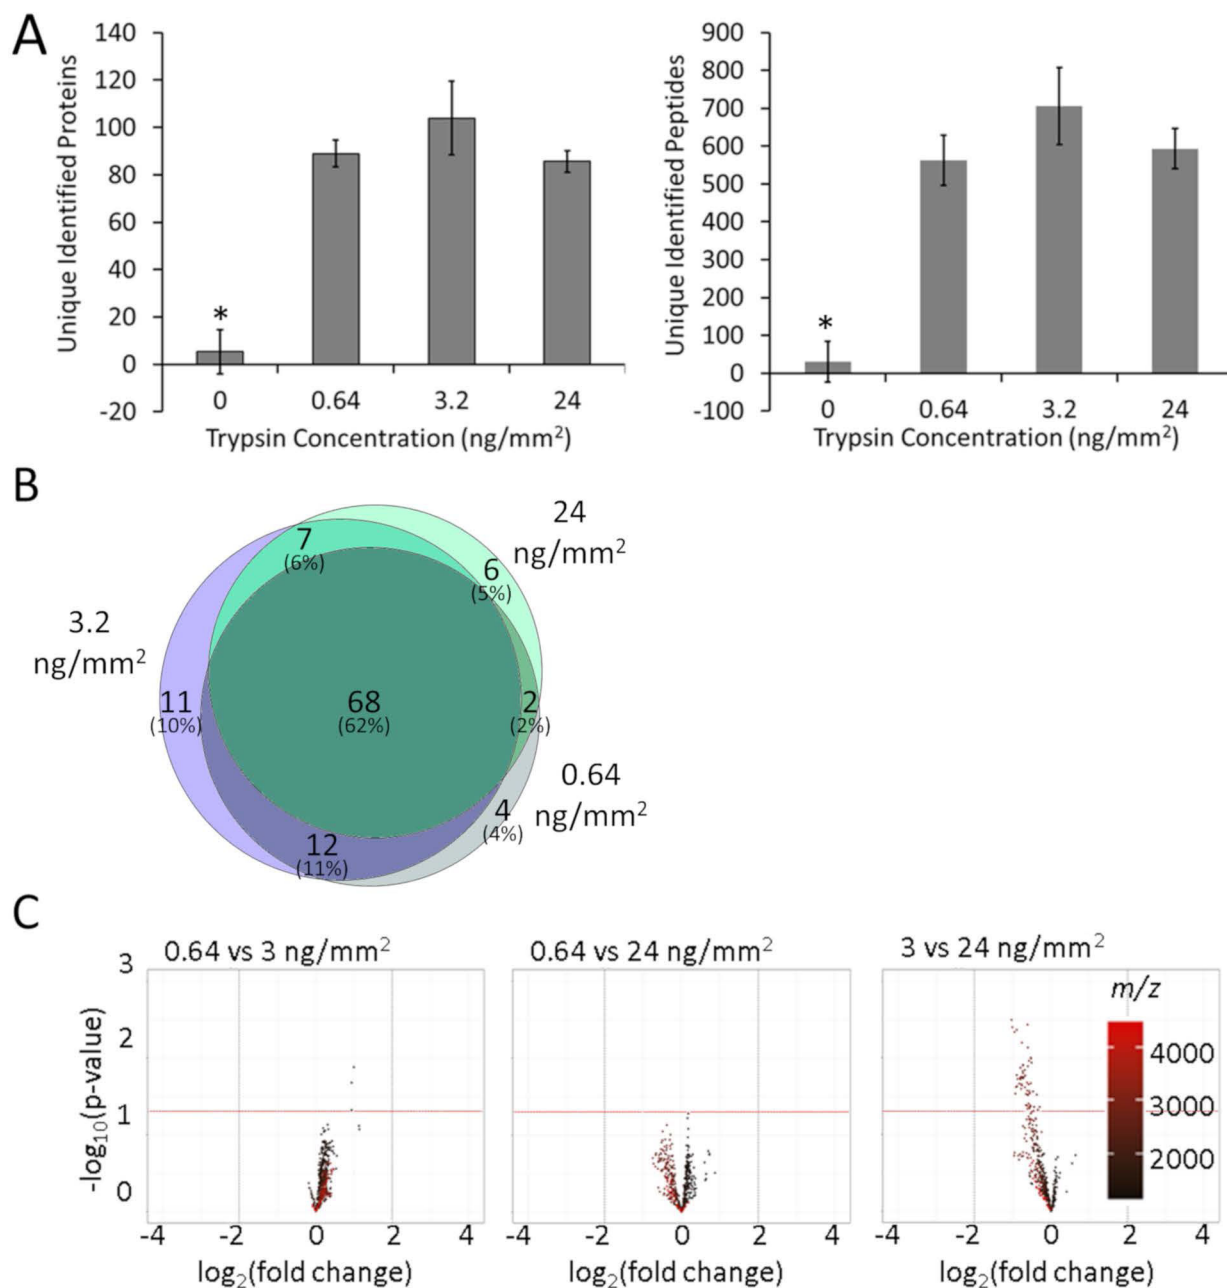 A
140
120
100
80
60
40
20
0
-20
Unique Identified Proteins
*
0 0.64 3.2 24
Trypsin Concentration (ng/mm²)
900
800
700
600
500
400
300
200
100
0
-100
Unique Identified Peptides
*
0 0.64 3.2 24
Trypsin Concentration (ng/mm²)
B
24
ng/mm²
7
(6%)
6
(5%)
3.2
ng/mm²
11
(10%)
68
(62%)
2
(2%)
0.64
ng/mm²
4
(4%)
12
(11%)
C
0.64 vs 3 ng/mm²
0.64 vs 24 ng/mm²
3 vs 24 ng/mm²
3
2
1
0
-log₁₀(p-value)
m/z
4000
3000
2000
-4 -2 0 2 4
-4 -2 0 2 4
-4 -2 0 2 4
log₂(fold change)
log₂(fold change)
log₂(fold change)